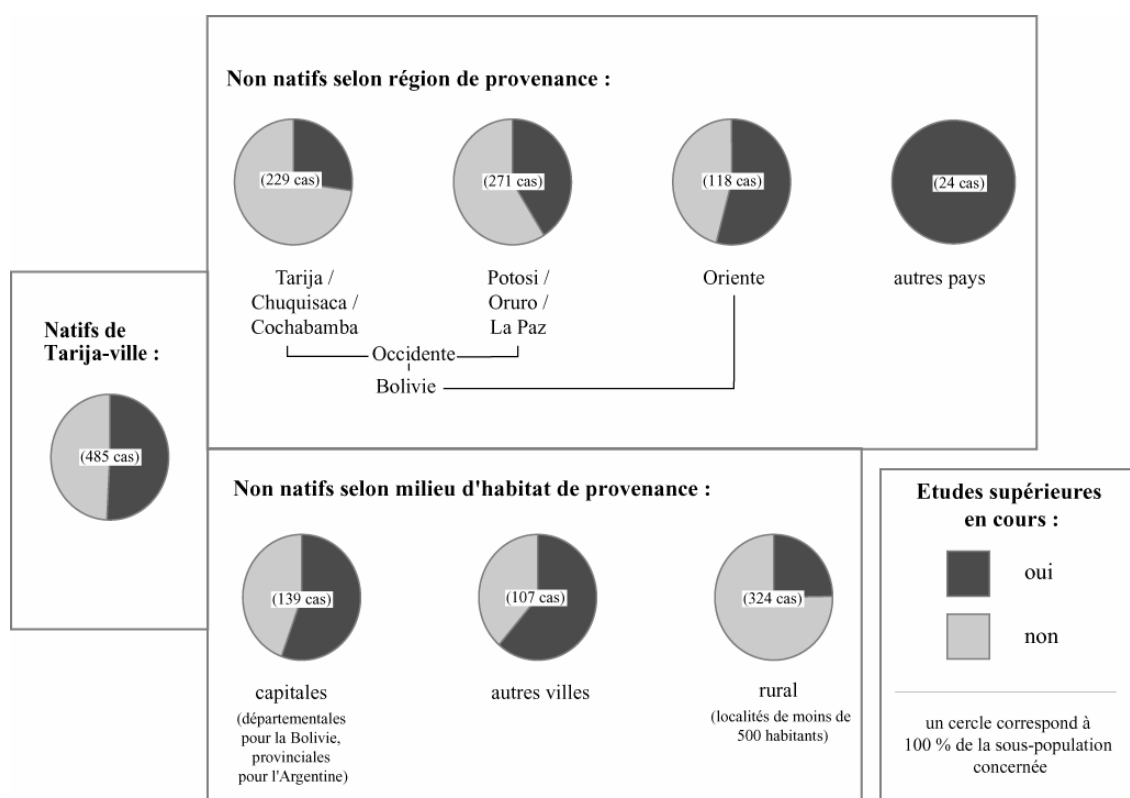 Non natifs selon région de provenance :
(229 cas)
(271 cas)
(118 cas)
(24 cas)
Tarija /
Chuquisaca /
Cochabamba
Potosi /
Oruro /
La Paz
Oriente
autres pays
Occidente
Bolivie
Natifs de
Tarija-ville :
(485 cas)
Non natifs selon milieu d'habitat de provenance :
(139 cas)
(107 cas)
(324 cas)
capitales
(départementales
pour la Bolivie,
provinciales
pour l'Argentine)
autres villes
rural
(localités de moins de
500 habitants)
Etudes supérieures
en cours :
oui
non
un cercle correspond à
100 % de la sous-population
concernée